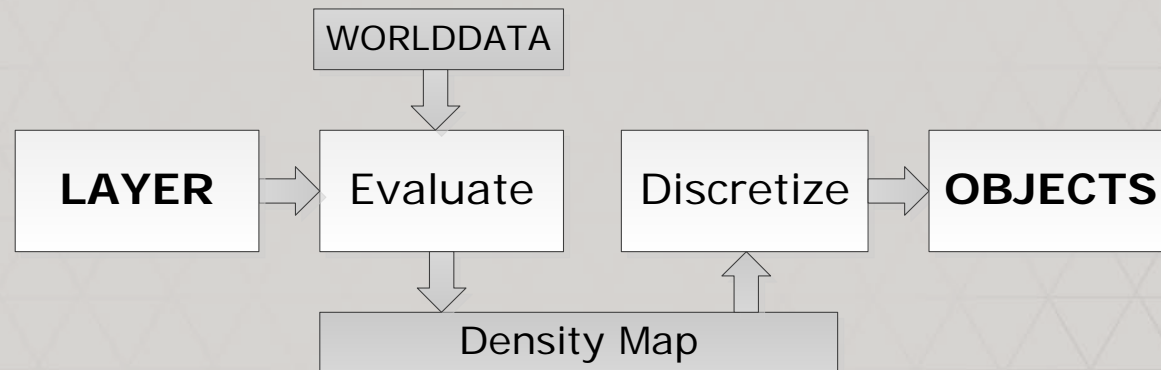 WORLDDATA
LAYER
Evaluate
Discretize
OBJECTS
Density Map